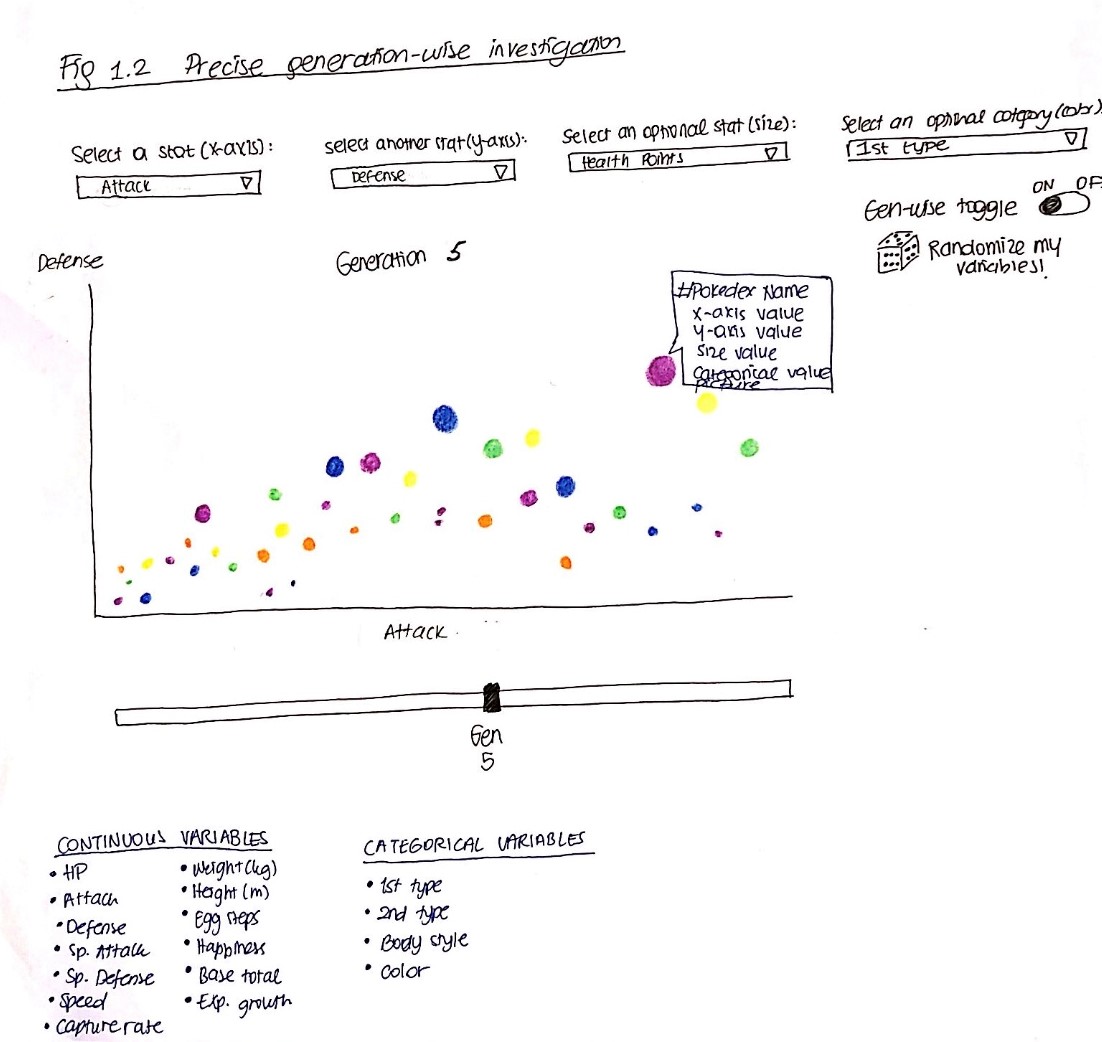 Fig 1.2 Precise generation-wise investigation
Select a stat (x-axis):
Attack
Select another stat (y-axis):
Defense
Select an optional stat (size):
Health Points
Select an optional category (color):
1st type
Gen-wise toggle
ON OF
Randomize my
variables!
Defense
Generation 5
#Pokedex Name
x-axis value
y-axis value
Size value
Categorical value
picture
Attack
Gen
5
CONTINUOUS VARIABLES
• HP
• Attack
• Defense
• Sp. Attack
• Sp. Defense
• Speed
• Capture rate
• Weight (kg)
• Height (m)
• Egg steps
• Happiness
• Base total
• Exp. growth
CATEGORICAL VARIABLES
• 1st type
• 2nd type
• Body style
• Color